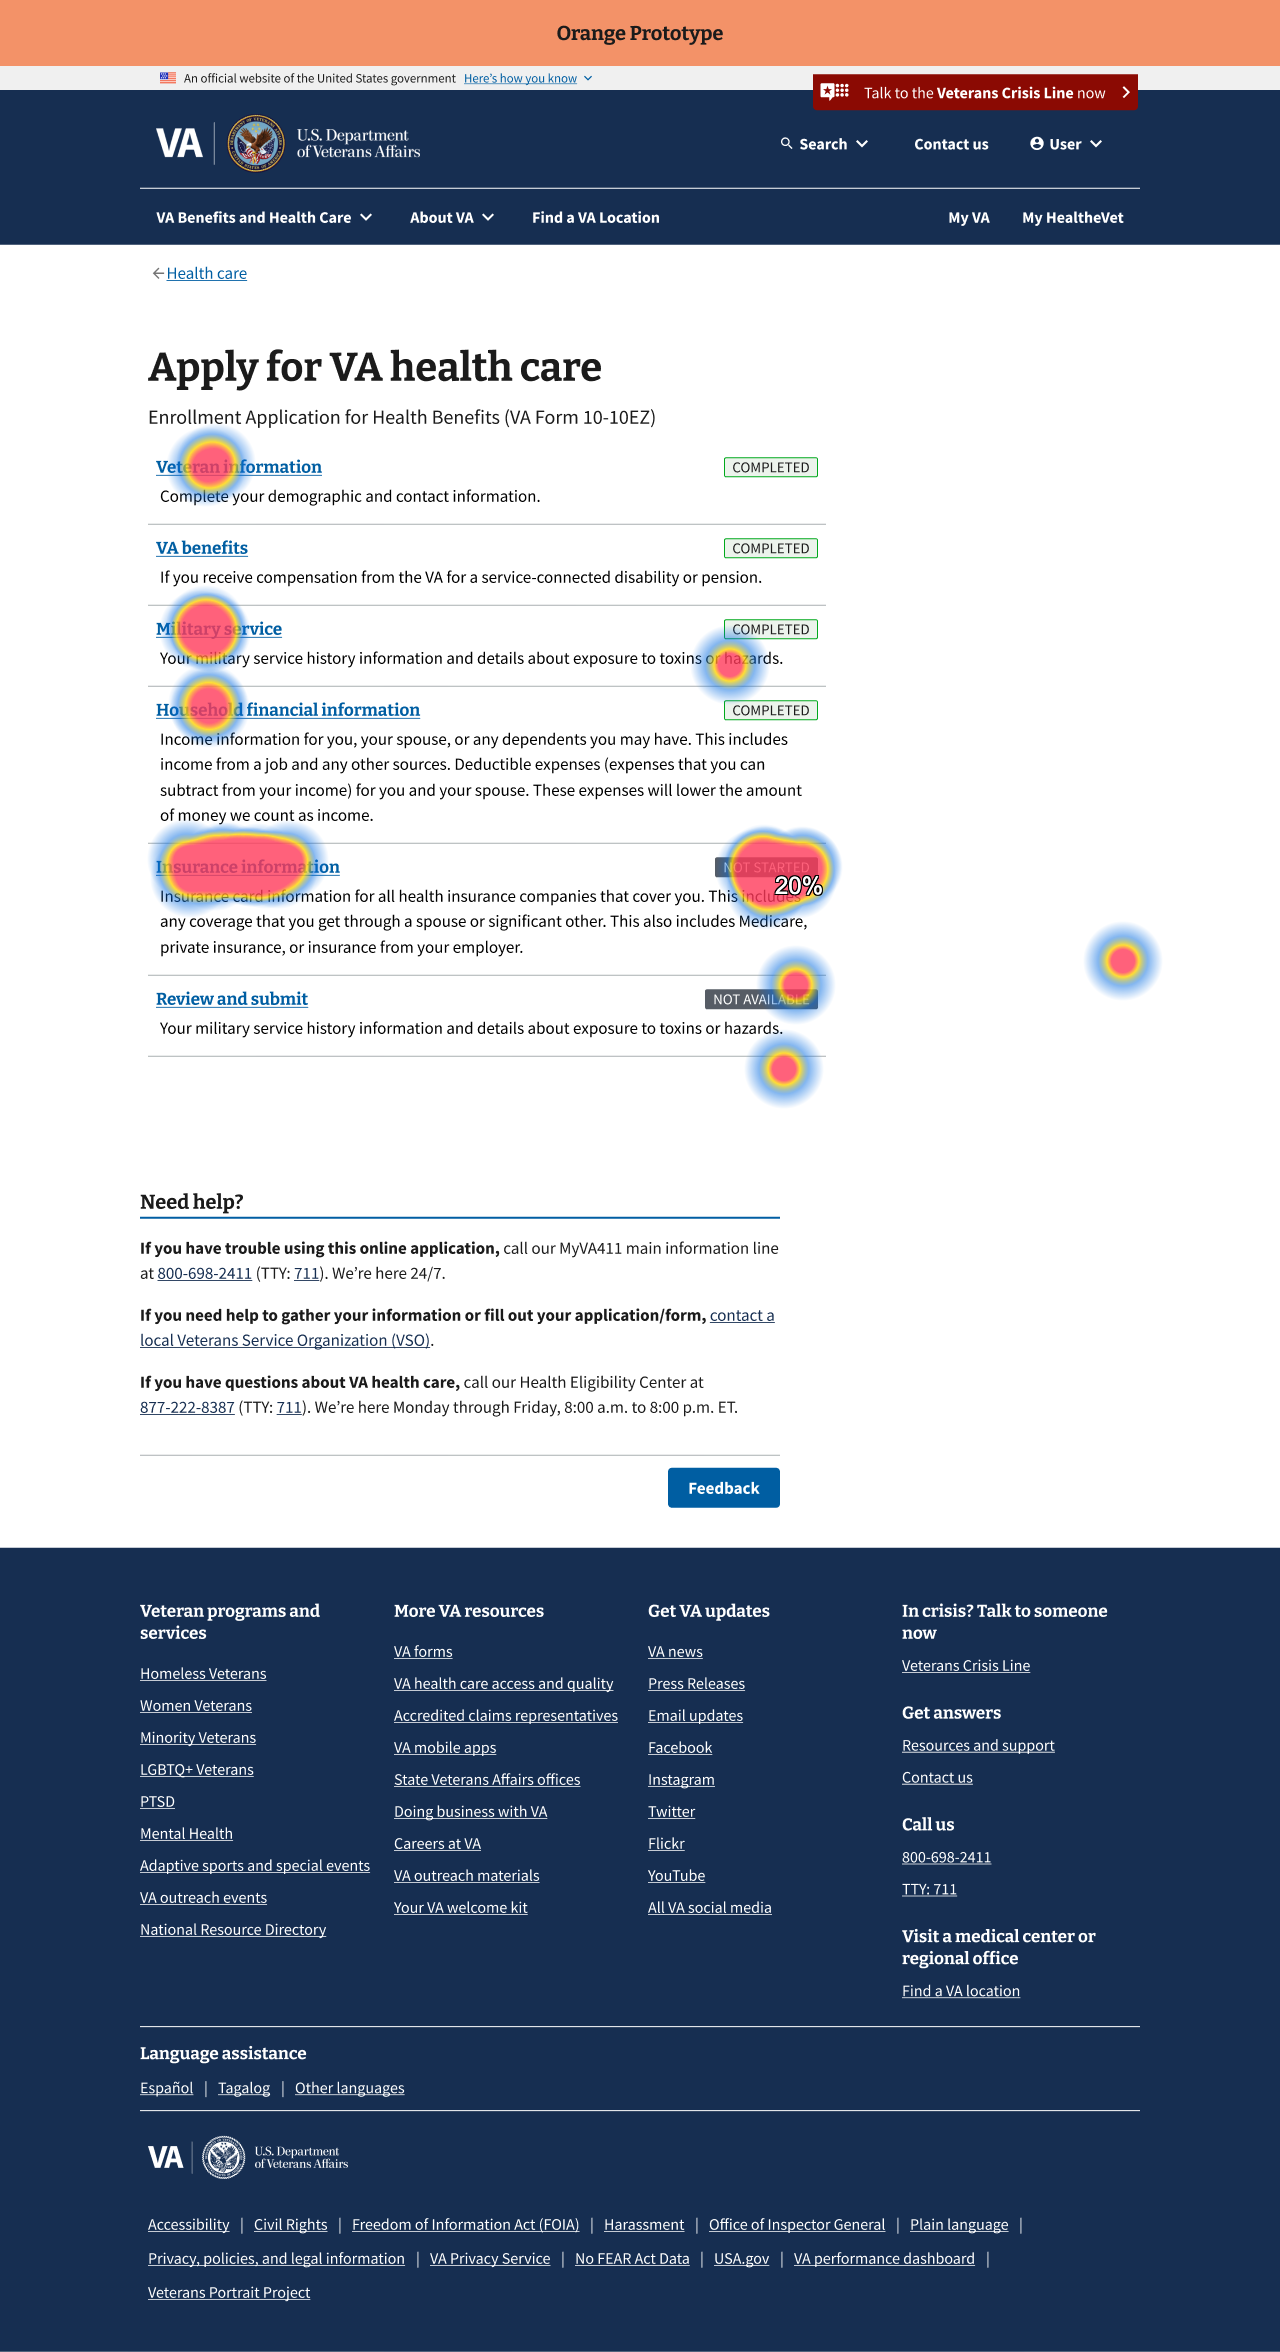 Orange Prototype
An official website of the United States government Here's how you know
Talk to the Veterans Crisis Line now
VA
U.S. Department
of Veterans Affairs
Search
Contact us
User
VA Benefits and Health Care
About VA
Find a VA Location
My VA
My HealtheVet
Health care
Apply for VA health care
Enrollment Application for Health Benefits (VA Form 10-10EZ)
Veteran information COMPLETED
Complete your demographic and contact information.
VA benefits COMPLETED
If you receive compensation from the VA for a service-connected disability or pension.
Military service COMPLETED
Your military service history information and details about exposure to toxins or hazards.
Household financial information COMPLETED
Income information for you, your spouse, or any dependents you may have. This includes
income from a job and any other sources. Deductible expenses (expenses that you can
subtract from your income) for you and your spouse. These expenses will lower the amount
of money we count as income.
Insurance information NOT STARTED
20%
Insurance card information for all health insurance companies that cover you. This includes
any coverage that you get through a spouse or significant other. This also includes Medicare,
private insurance, or insurance from your employer.
Review and submit NOT AVAILABLE
Your military service history information and details about exposure to toxins or hazards.
Need help?
If you have trouble using this online application, call our MyVA411 main information line
at 800-698-2411 (TTY: 711). We're here 24/7.
If you need help to gather your information or fill out your application/form, contact a
local Veterans Service Organization (VSO).
If you have questions about VA health care, call our Health Eligibility Center at
877-222-8387 (TTY: 711). We're here Monday through Friday, 8:00 a.m. to 8:00 p.m. ET.
Feedback
Veteran programs and
services
Homeless Veterans
Women Veterans
Minority Veterans
LGBTQ+ Veterans
PTSD
Mental Health
Adaptive sports and special events
VA outreach events
National Resource Directory
More VA resources
VA forms
VA health care access and quality
Accredited claims representatives
VA mobile apps
State Veterans Affairs offices
Doing business with VA
Careers at VA
VA outreach materials
Your VA welcome kit
Get VA updates
VA news
Press Releases
Email updates
Facebook
Instagram
Twitter
Flickr
YouTube
All VA social media
In crisis? Talk to someone
now
Veterans Crisis Line
Get answers
Resources and support
Contact us
Call us
800-698-2411
TTY: 711
Visit a medical center or
regional office
Find a VA location
Language assistance
Español | Tagalog | Other languages
VA
U.S. Department
of Veterans Affairs
Accessibility | Civil Rights | Freedom of Information Act (FOIA) | Harassment | Office of Inspector General | Plain language |
Privacy, policies, and legal information | VA Privacy Service | No FEAR Act Data | USA.gov | VA performance dashboard |
Veterans Portrait Project